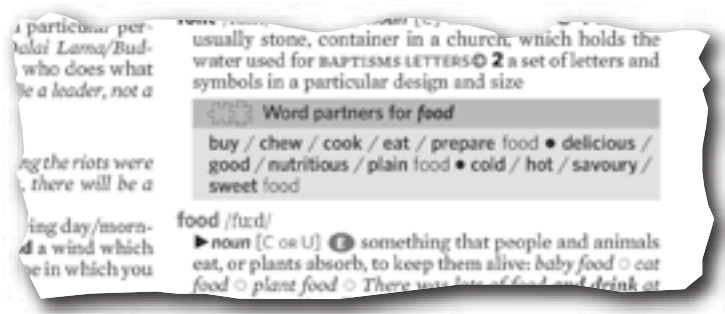 a particular per-
Dalai Lama/Bud-
who does what
Be a leader, not a
ing the riots were
, there will be a
ving day/morn-
d a wind which
be in which you
noun [C]
usually stone, container in a church, which holds the
water used for BAPTISMS LETTERS 2 a set of letters and
symbols in a particular design and size
Word partners for food
buy / chew / cook / eat / prepare food ● delicious /
good / nutritious / plain food ● cold / hot / savoury /
sweet food
food /fuːd/
▶noun [C OR U] E something that people and animals
eat, or plants absorb, to keep them alive: baby food ○ cat
food ○ plant food ○ There was lots of food and drink at